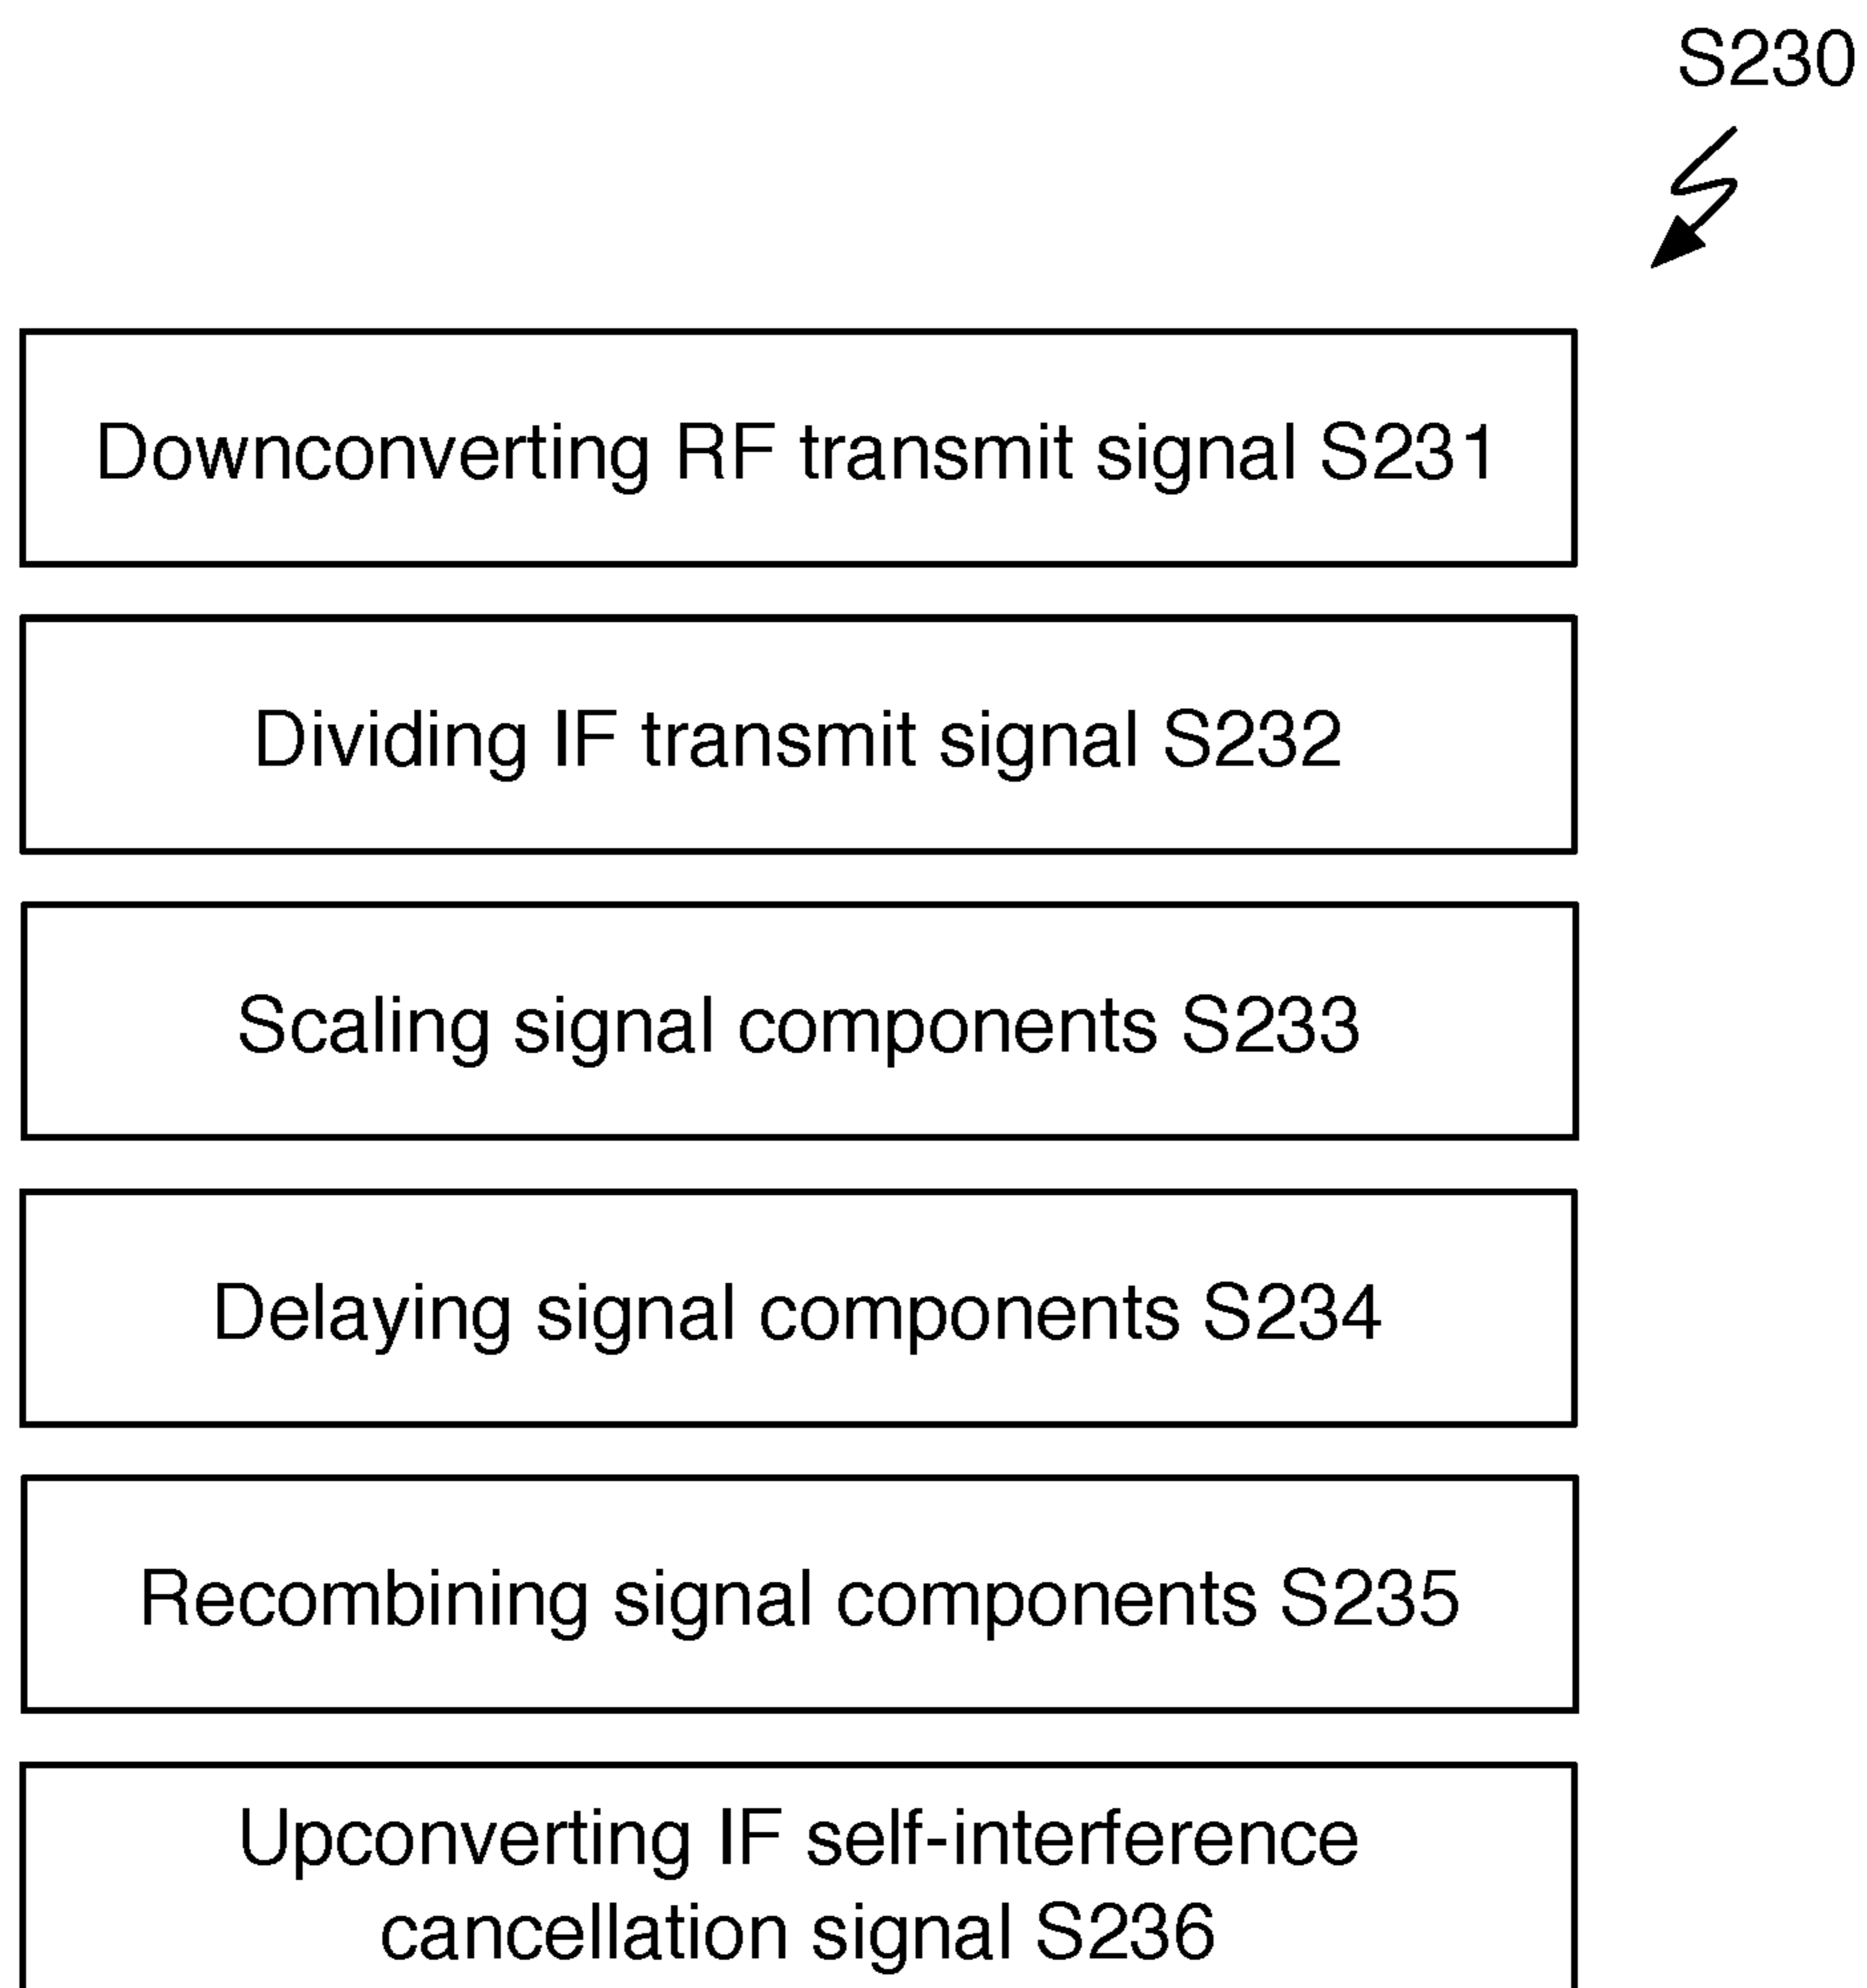 S230
Downconverting RF transmit signal S231
Dividing IF transmit signal S232
Scaling signal components S233
Delaying signal components S234
Recombining signal components S235
Upconverting IF self-interference
cancellation signal S236